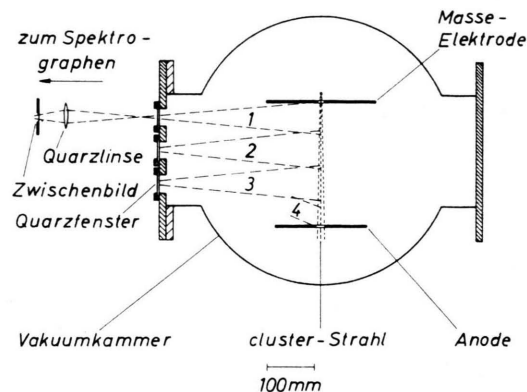 zum Spektro-
graphen
Masse-
Elektrode
1
2
3
4
Quarzlinse
Zwischenbild
Quarzfenster
Vakuumkammer
cluster-Strahl
Anode
100mm